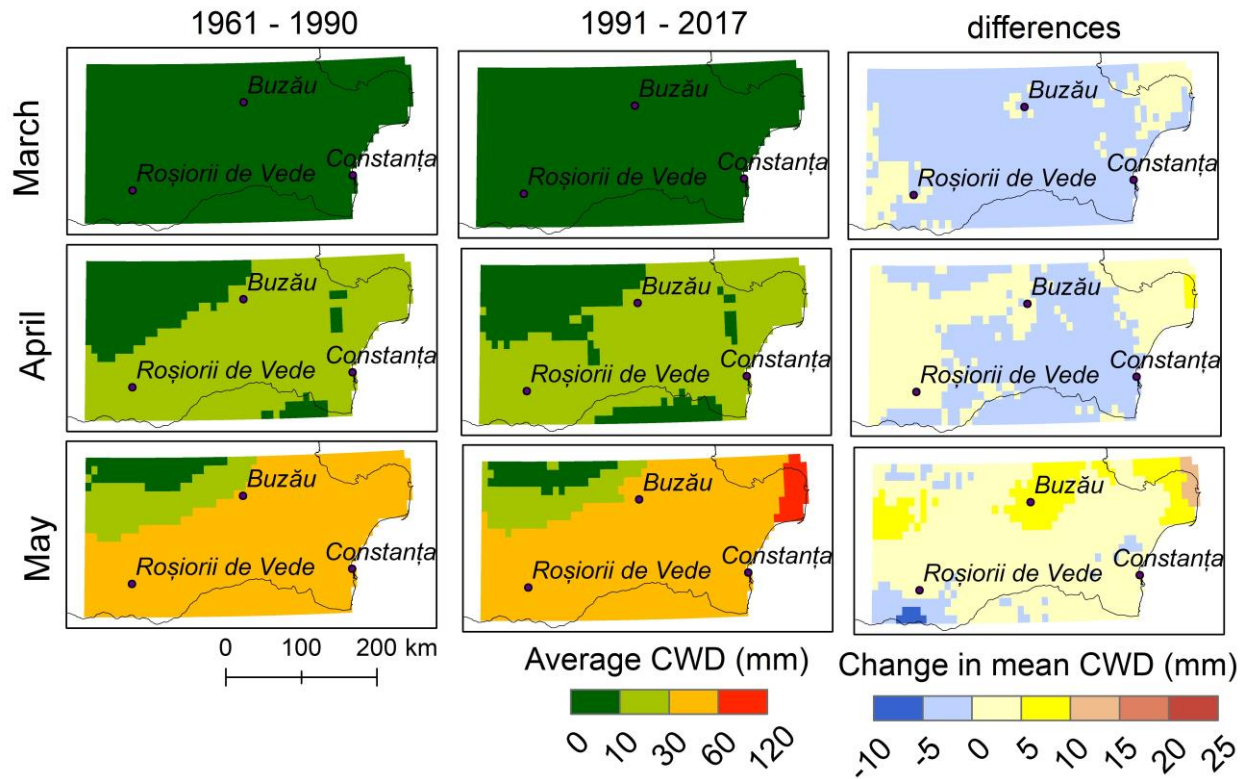 1961 - 1990
1991 - 2017
differences
March
Buzău
Constanța
Roșiorii de Vede
Buzău
Constanța
Roșiorii de Vede
Buzău
Constanța
Roșiorii de Vede
April
Buzău
Constanța
Roșiorii de Vede
Buzău
Constanța
Roșiorii de Vede
Buzău
Constanța
Roșiorii de Vede
May
Buzău
Constanța
Roșiorii de Vede
Buzău
Constanța
Roșiorii de Vede
Buzău
Constanța
Roșiorii de Vede
0 100 200 km
Average CWD (mm)
0 10 30 60 120
Change in mean CWD (mm)
-10 -5 0 5 10 15 20 25